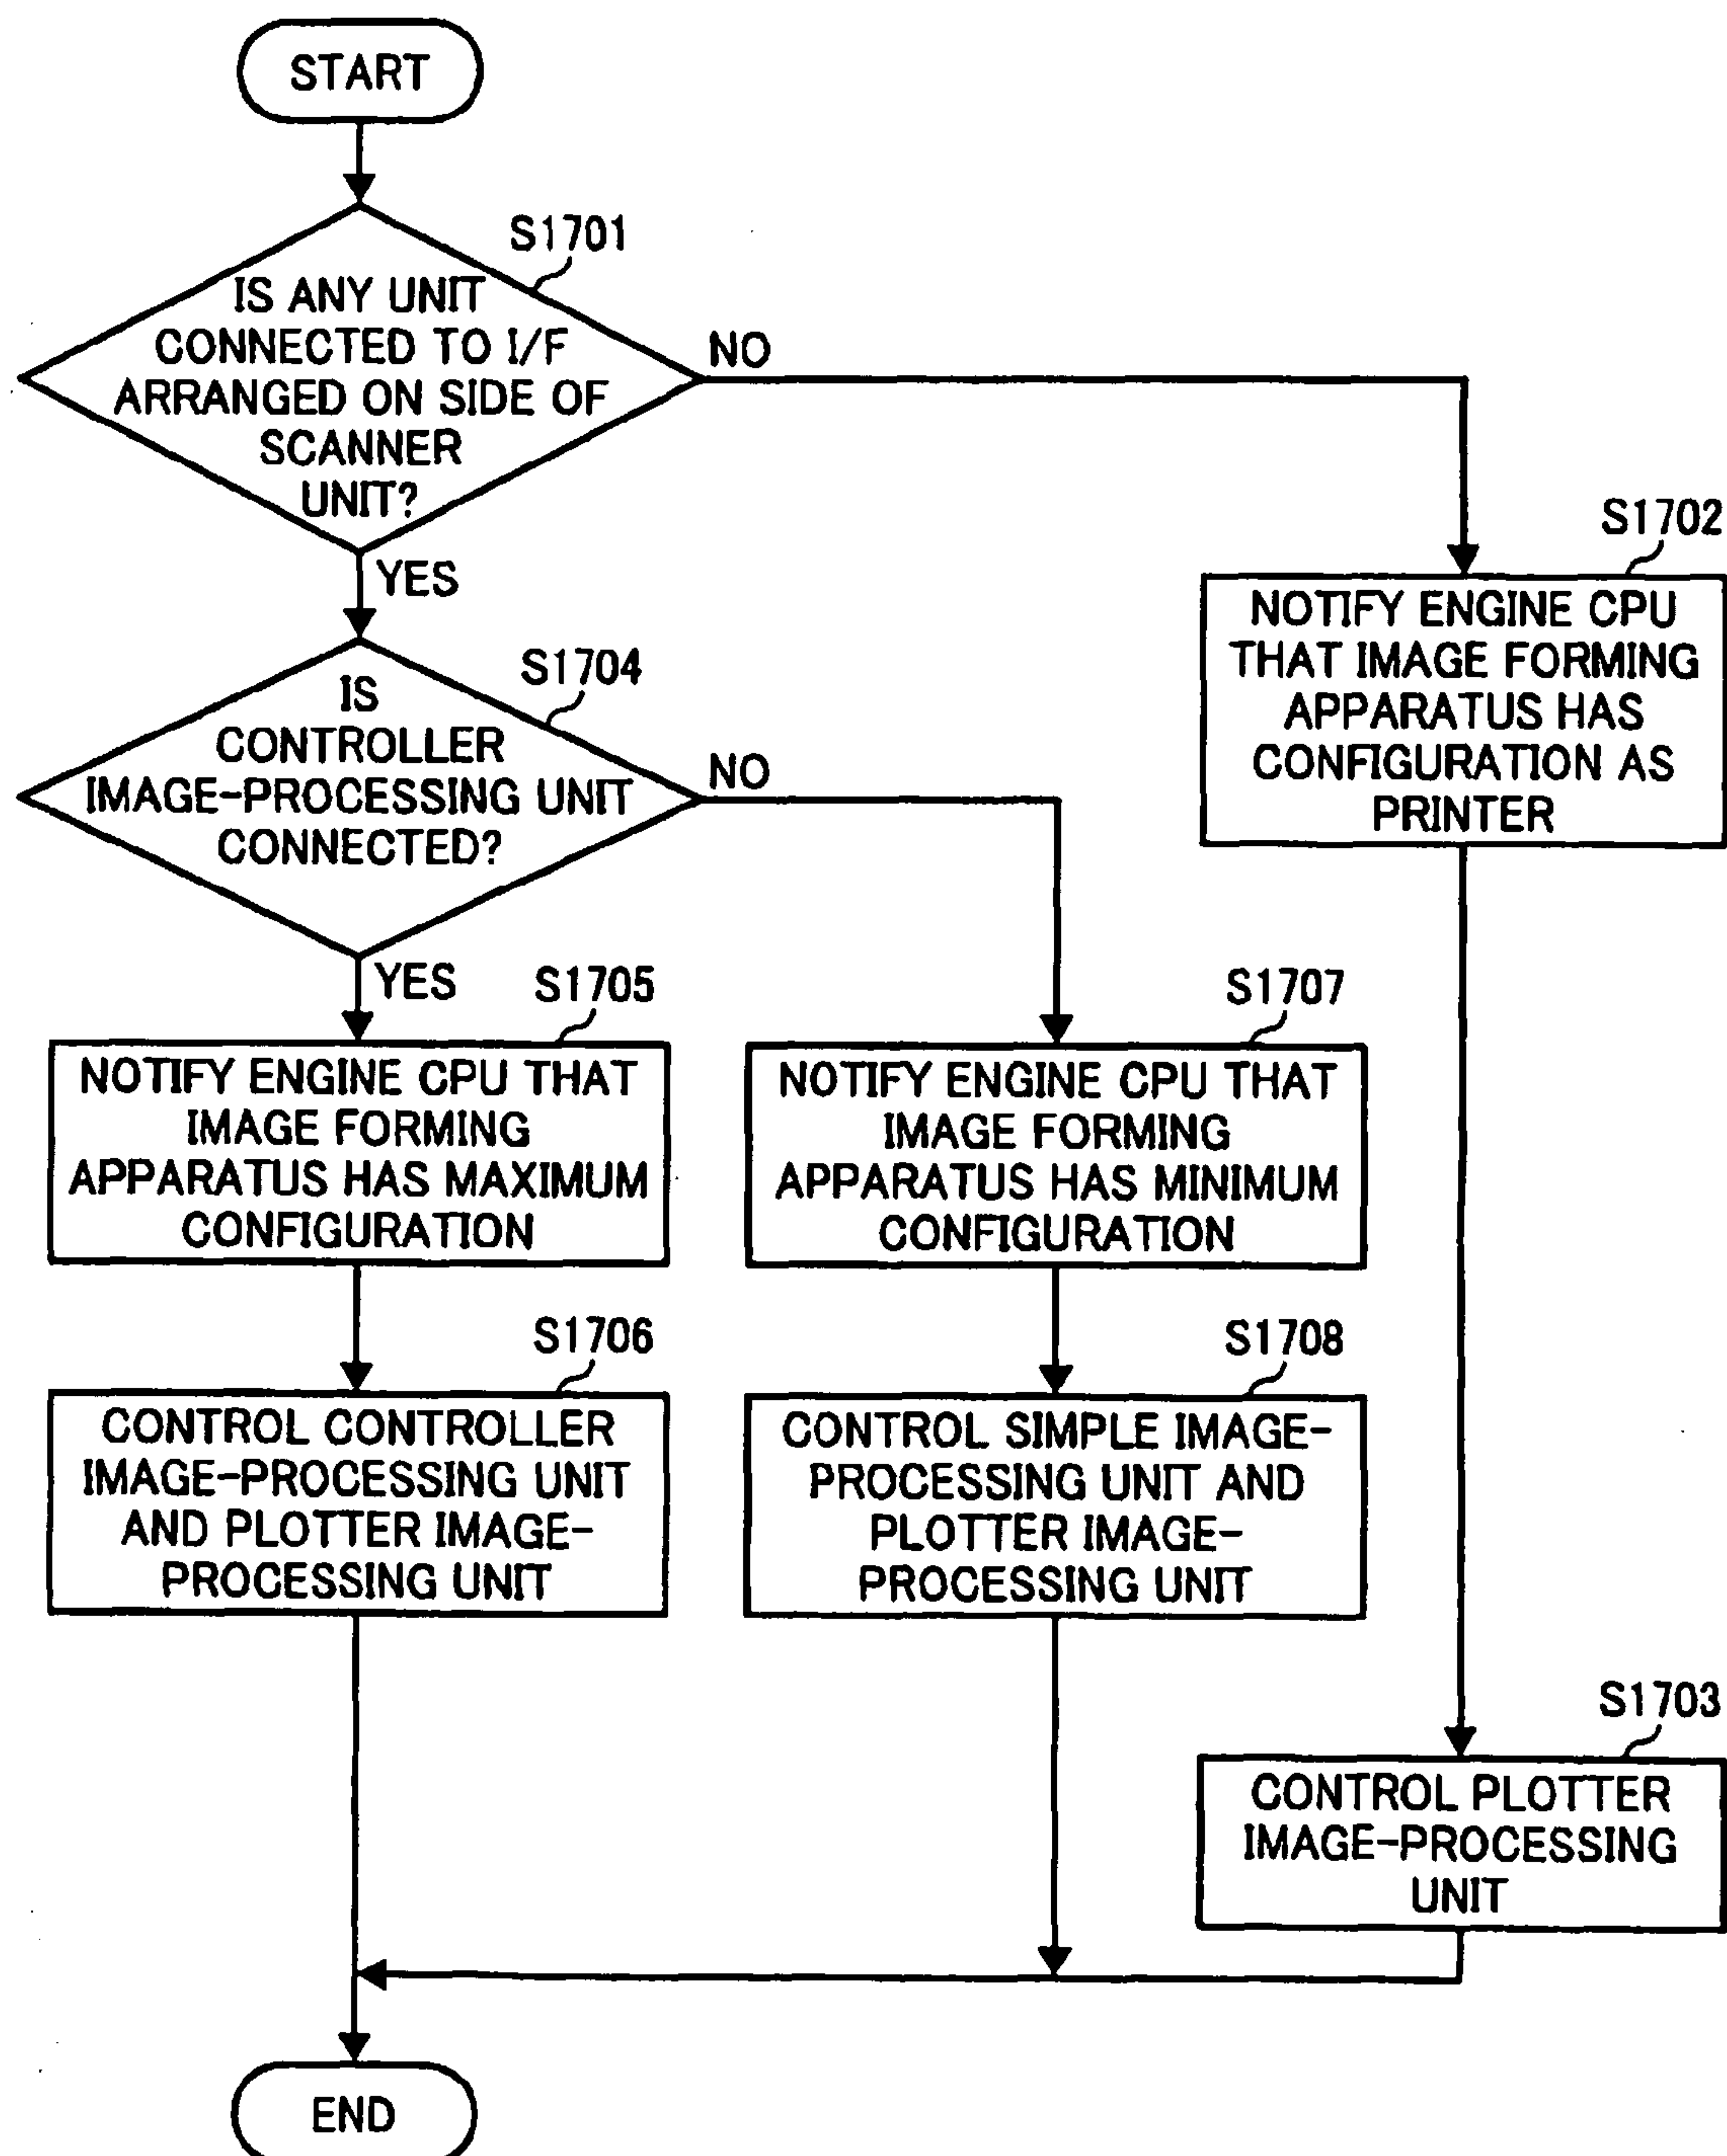 START
S1701
IS ANY UNIT
CONNECTED TO I/F
ARRANGED ON SIDE OF
SCANNER
UNIT?
NO
YES
S1702
NOTIFY ENGINE CPU
THAT IMAGE FORMING
APPARATUS HAS
CONFIGURATION AS
PRINTER
S1704
IS
CONTROLLER
IMAGE-PROCESSING UNIT
CONNECTED?
NO
YES
S1705
NOTIFY ENGINE CPU THAT
IMAGE FORMING
APPARATUS HAS MAXIMUM
CONFIGURATION
S1707
NOTIFY ENGINE CPU THAT
IMAGE FORMING
APPARATUS HAS MINIMUM
CONFIGURATION
S1706
CONTROL CONTROLLER
IMAGE-PROCESSING UNIT
AND PLOTTER IMAGE-
PROCESSING UNIT
S1708
CONTROL SIMPLE IMAGE-
PROCESSING UNIT AND
PLOTTER IMAGE-
PROCESSING UNIT
S1703
CONTROL PLOTTER
IMAGE-PROCESSING
UNIT
END